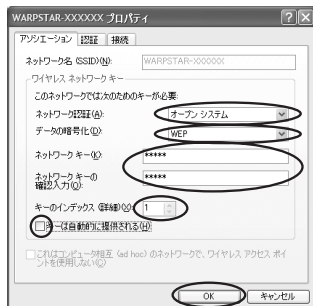 WARPSTAR-XXXXXX プロパティ
アソシエーション 認証 接続
ネットワーク名 (SSID)(N): WARPSTAR-XXXXXX
ワイヤレス ネットワーク キー
このネットワークでは次のためのキーが必要:
ネットワーク認証(A): オープン システム
データの暗号化(D): WEP
ネットワーク キー(K): *****
ネットワーク キーの
確認入力(O): *****
キーのインデックス (詳細)(X): 1
キーは自動的に提供される(H)
これはコンピュータ相互 (ad hoc) のネットワークで、ワイヤレス アクセス ポイ
ントを使用しない(C)
OK キャンセル